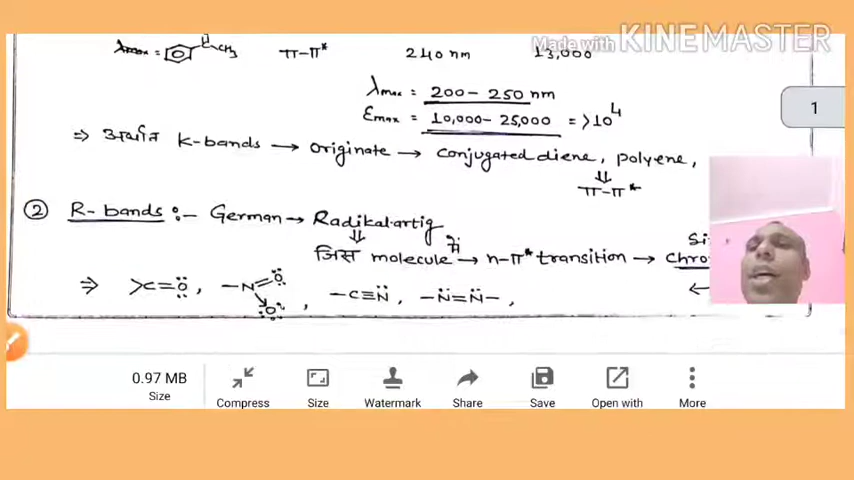 Made with KINEMASTER
λmax = CH3 π-π* 240 nm 13,000
λmax = 200 - 250 nm
εmax = 10,000 - 25,000 = >10⁴
1
⇒ अर्थात K-bands → originate → conjugated diene, polyene,
⇓
π-π*
② R-bands :- German → Radikal·artig
⇓
जिस molecule में → n-π* transition → chro
⇒ >C=Ö, -N=Ö, -C≡N̈, -N̈=N̈-,
O
0.97 MB
Size
Compress Size Watermark Share Save Open with More